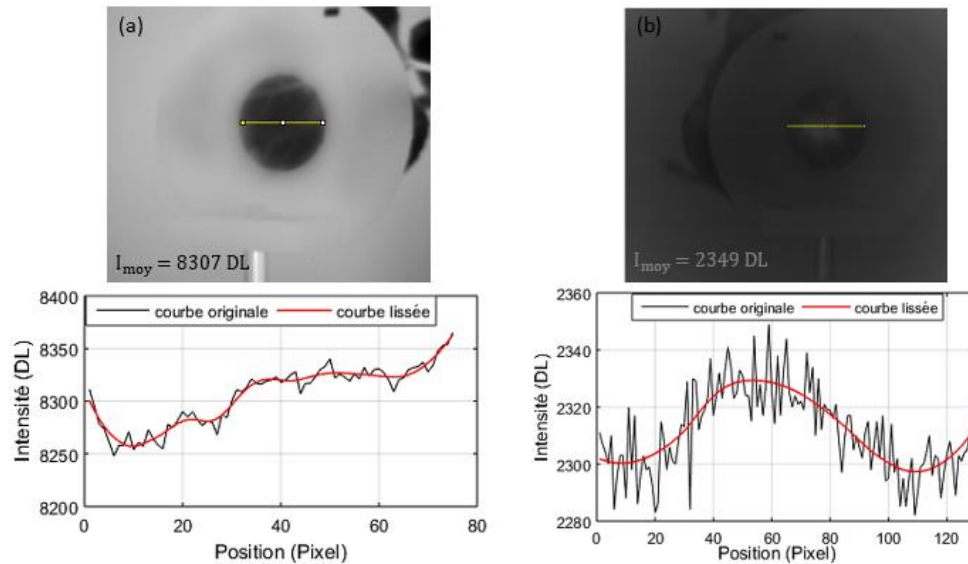 (a)
I_moy = 8307 DL
(b)
I_moy = 2349 DL
8400
8350
8300
8250
8200
Intensité (DL)
courbe originale
courbe lissée
0
20
40
60
80
Position (Pixel)
2360
2340
2320
2300
2280
Intensité (DL)
courbe originale
courbe lissée
0
20
40
60
80
100
120
Position (Pixel)